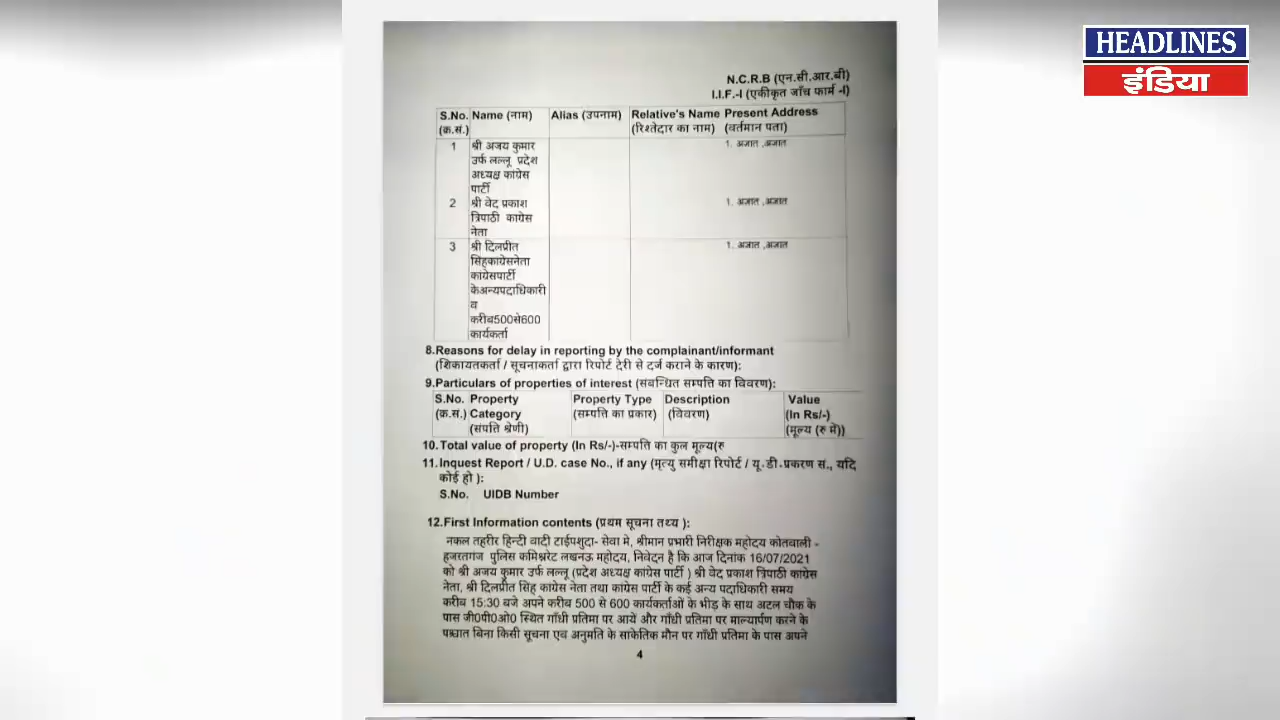 HEADLINES
इंडिया
N.C.R.B (एन.सी.आर.बी)
I.I.F.-I (एकीकृत जाँच फार्म -I)
S.No. Name (नाम) Alias (उपनाम) Relative's Name Present Address
(क्र.सं.) (रिश्तेदार का नाम) (वर्तमान पता)
1 श्री अजय कुमार 1. अज्ञात ,अज्ञात
उर्फ लल्लू प्रदेश
अध्यक्ष कांग्रेस
पार्टी
2 श्री वेद प्रकाश 1. अज्ञात ,अज्ञात
त्रिपाठी कांग्रेस
नेता
3 श्री दिलप्रीत 1. अज्ञात ,अज्ञात
सिंहकांग्रेसनेता
कांग्रेसपार्टी
केअन्यपदाधिकारी
व
करीब500से600
कार्यकर्ता
8.Reasons for delay in reporting by the complainant/informant
(शिकायतकर्ता / सूचनाकर्ता द्वारा रिपोर्ट देरी से दर्ज कराने के कारण):
9.Particulars of properties of interest (संबन्धित सम्पत्ति का विवरण):
S.No. Property Property Type Description Value
(क्र.सं.) Category (सम्पत्ति का प्रकार) (विवरण) (In Rs/-)
(संपत्ति श्रेणी) (मूल्य (रु में))
10.Total value of property (In Rs/-)-सम्पत्ति का कुल मूल्य(रु
11.Inquest Report / U.D. case No., if any (मृत्यु समीक्षा रिपोर्ट / यू.डी.प्रकरण सं., यदि
कोई हो ):
S.No. UIDB Number
12.First Information contents (प्रथम सूचना तथ्य ):
नकल तहरीर हिन्दी वादी टाईपशुदा- सेवा मे, श्रीमान प्रभारी निरीक्षक महोदय कोतवाली -
हजरतगंज पुलिस कमिश्नरेट लखनऊ महोदय, निवेदन है कि आज दिनांक 16/07/2021
को श्री अजय कुमार उर्फ लल्लू (प्रदेश अध्यक्ष कांग्रेस पार्टी ) श्री वेद प्रकाश त्रिपाठी कांग्रेस
नेता, श्री दिलप्रीत सिंह कांग्रेस नेता तथा कांग्रेस पार्टी के कई अन्य पदाधिकारी समय
करीब 15:30 बजे अपने करीब 500 से 600 कार्यकर्ताओं के भीड़ के साथ अटल चौक के
पास जी0पी0ओ0 स्थित गाँधी प्रतिमा पर आयें और गाँधी प्रतिमा पर माल्यार्पण करने के
पश्चात बिना किसी सूचना एवं अनुमति के सांकेतिक मौन पर गाँधी प्रतिमा के पास अपने
4